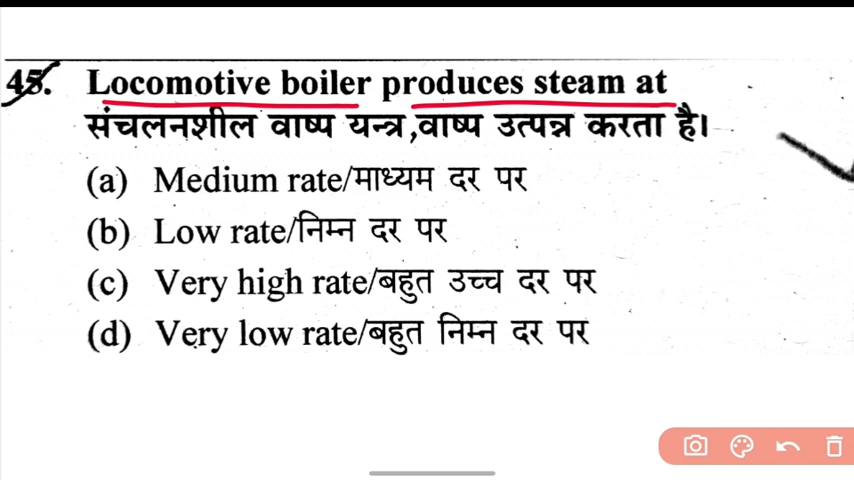 45. Locomotive boiler produces steam at
संचलनशील वाष्प यन्त्र,वाष्प उत्पन्न करता है।
(a) Medium rate/माध्यम दर पर
(b) Low rate/निम्न दर पर
(c) Very high rate/बहुत उच्च दर पर
(d) Very low rate/बहुत निम्न दर पर